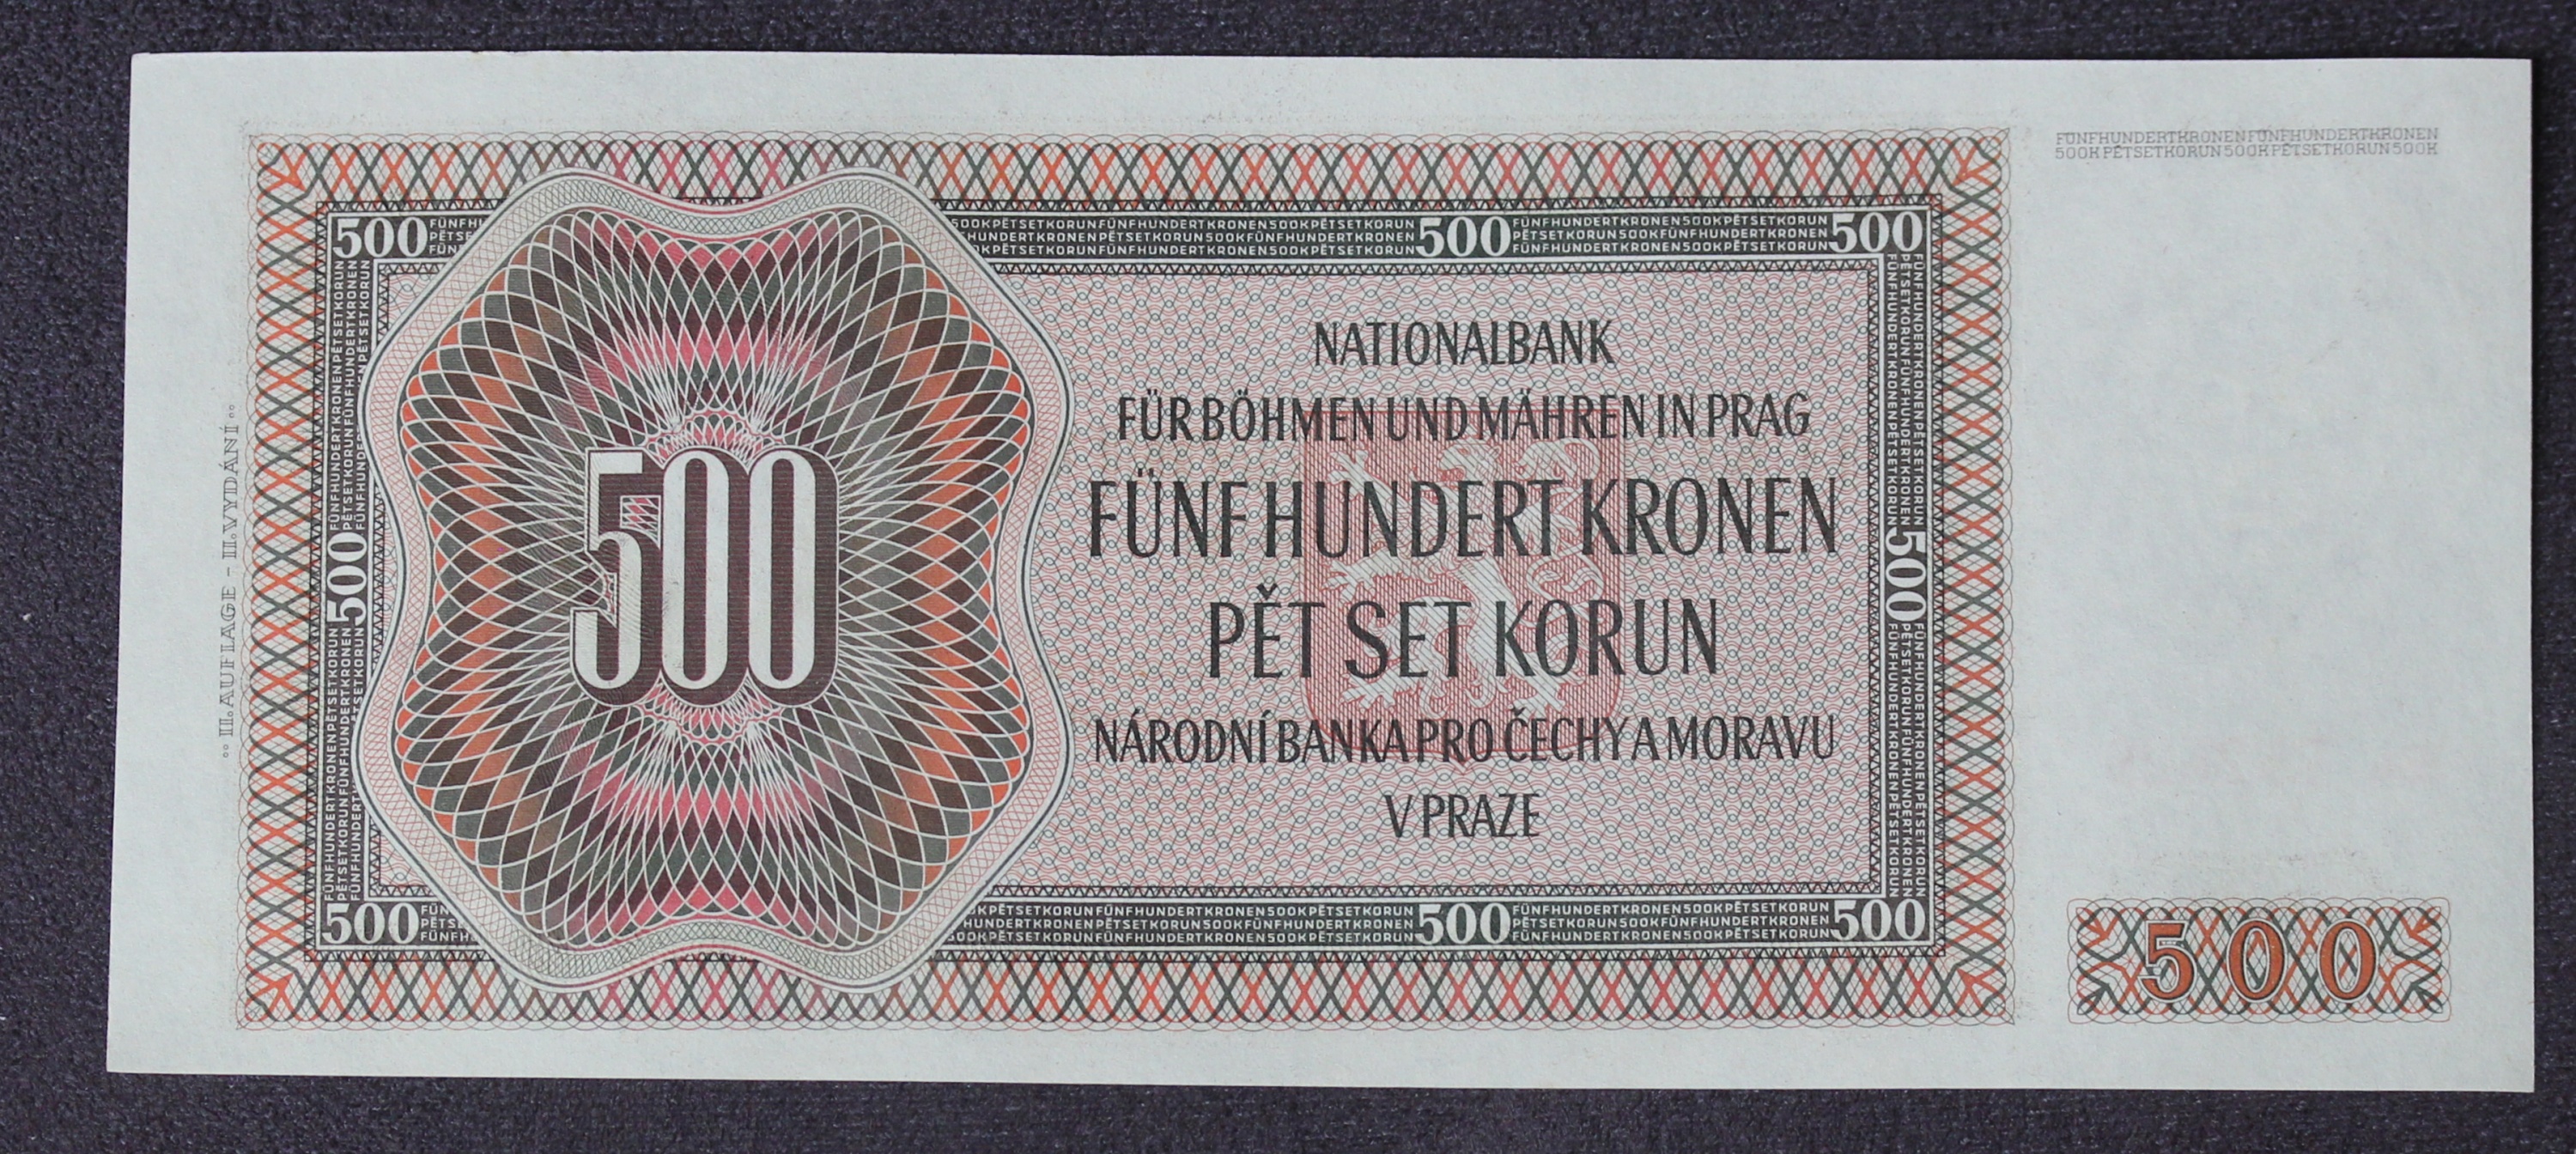 FÜNFHUNDERTKRONENFÜNFHUNDERTKRONEN
500KPĚTSETKORUN500KPĚTSETKORUN500K
500 500 500
NATIONALBANK
FÜR BÖHMEN UND MÄHREN IN PRAG
FÜNF HUNDERT KRONEN
PĚT SET KORUN
NÁRODNÍ BANKA PRO ČECHY A MORAVU
V PRAZE
500
500
500
II. AUFLAGE - II. VYDÁNÍ
500 500 500
500